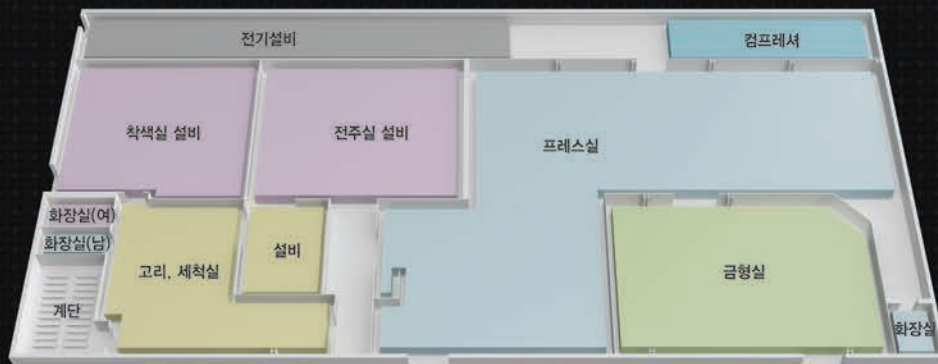 전기설비
컴프레셔
착색실 설비
전주실 설비
프레스실
화장실(여)
화장실(남)
고리, 세척실
설비
금형실
계단
화장실